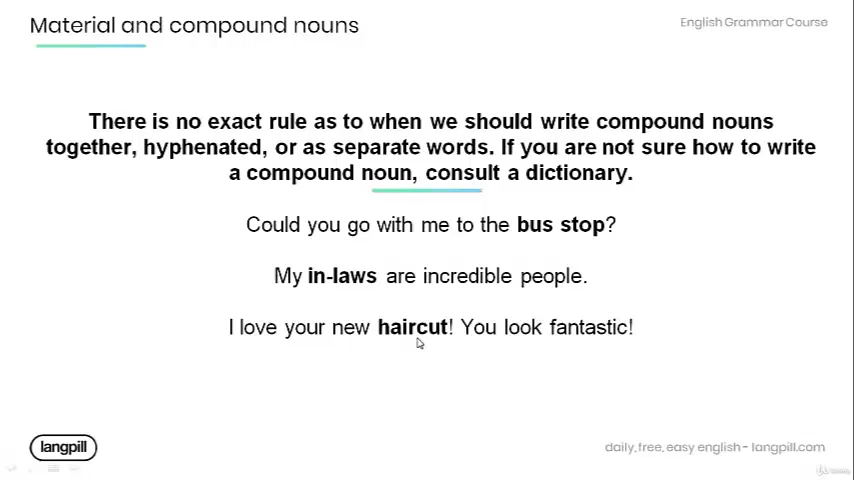 Material and compound nouns
English Grammar Course
There is no exact rule as to when we should write compound nouns
together, hyphenated, or as separate words. If you are not sure how to write
a compound noun, consult a dictionary.
Could you go with me to the bus stop?
My in-laws are incredible people.
I love your new haircut! You look fantastic!
langpill
daily, free, easy english - langpill.com